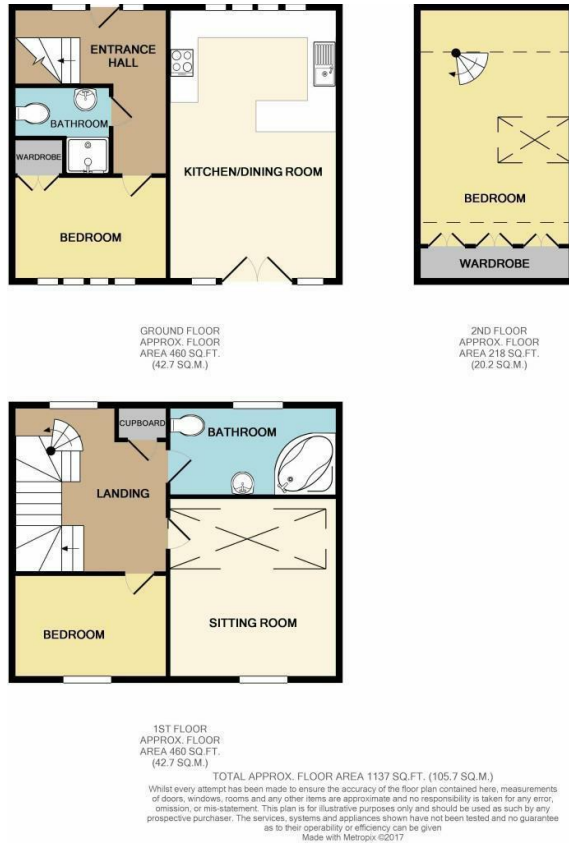 ENTRANCE
HALL
BATHROOM
WARDROBE
BEDROOM
KITCHEN/DINING ROOM
GROUND FLOOR
APPROX. FLOOR
AREA 460 SQ.FT.
(42.7 SQ.M.)
BEDROOM
WARDROBE
2ND FLOOR
APPROX. FLOOR
AREA 218 SQ.FT.
(20.2 SQ.M.)
CUPBOARD
BATHROOM
LANDING
BEDROOM
SITTING ROOM
1ST FLOOR
APPROX. FLOOR
AREA 460 SQ.FT.
(42.7 SQ.M.)
TOTAL APPROX. FLOOR AREA 1137 SQ.FT. (105.7 SQ.M.)
Whilst every attempt has been made to ensure the accuracy of the floor plan contained here, measurements
of doors, windows, rooms and any other items are approximate and no responsibility is taken for any error,
omission, or mis-statement. This plan is for illustrative purposes only and should be used as such by any
prospective purchaser. The services, systems and appliances shown have not been tested and no guarantee
as to their operability or efficiency can be given
Made with Metropix ©2017